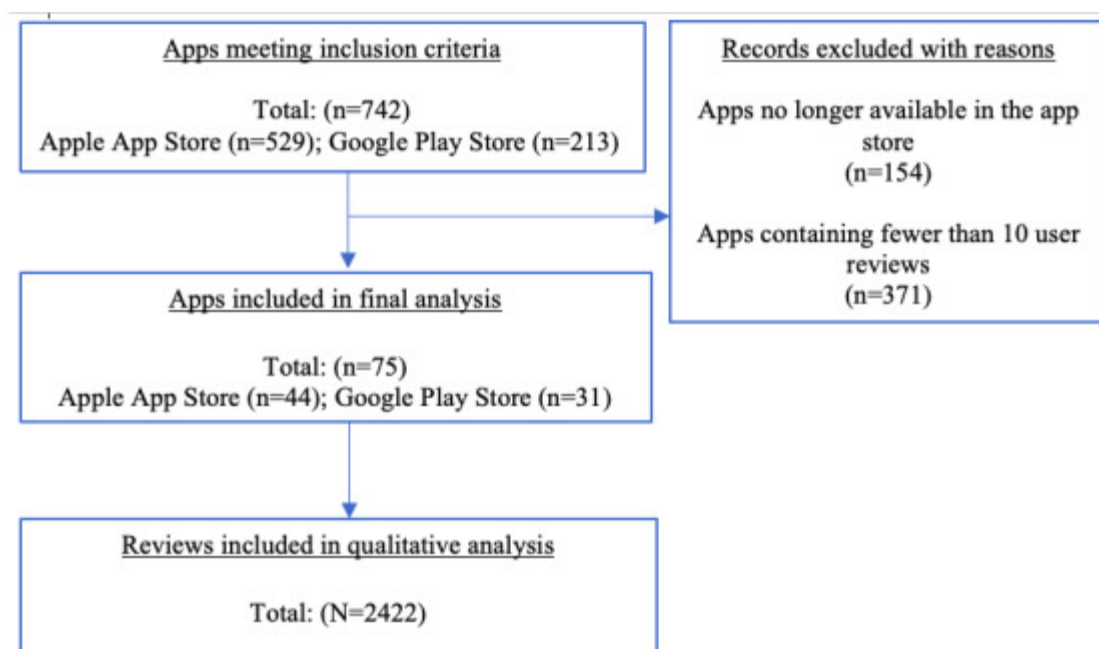 Apps meeting inclusion criteria
Total: (n=742)
Apple App Store (n=529); Google Play Store (n=213)
Records excluded with reasons
Apps no longer available in the app
store
(n=154)
Apps containing fewer than 10 user
reviews
(n=371)
Apps included in final analysis
Total: (n=75)
Apple App Store (n=44); Google Play Store (n=31)
Reviews included in qualitative analysis
Total: (N=2422)